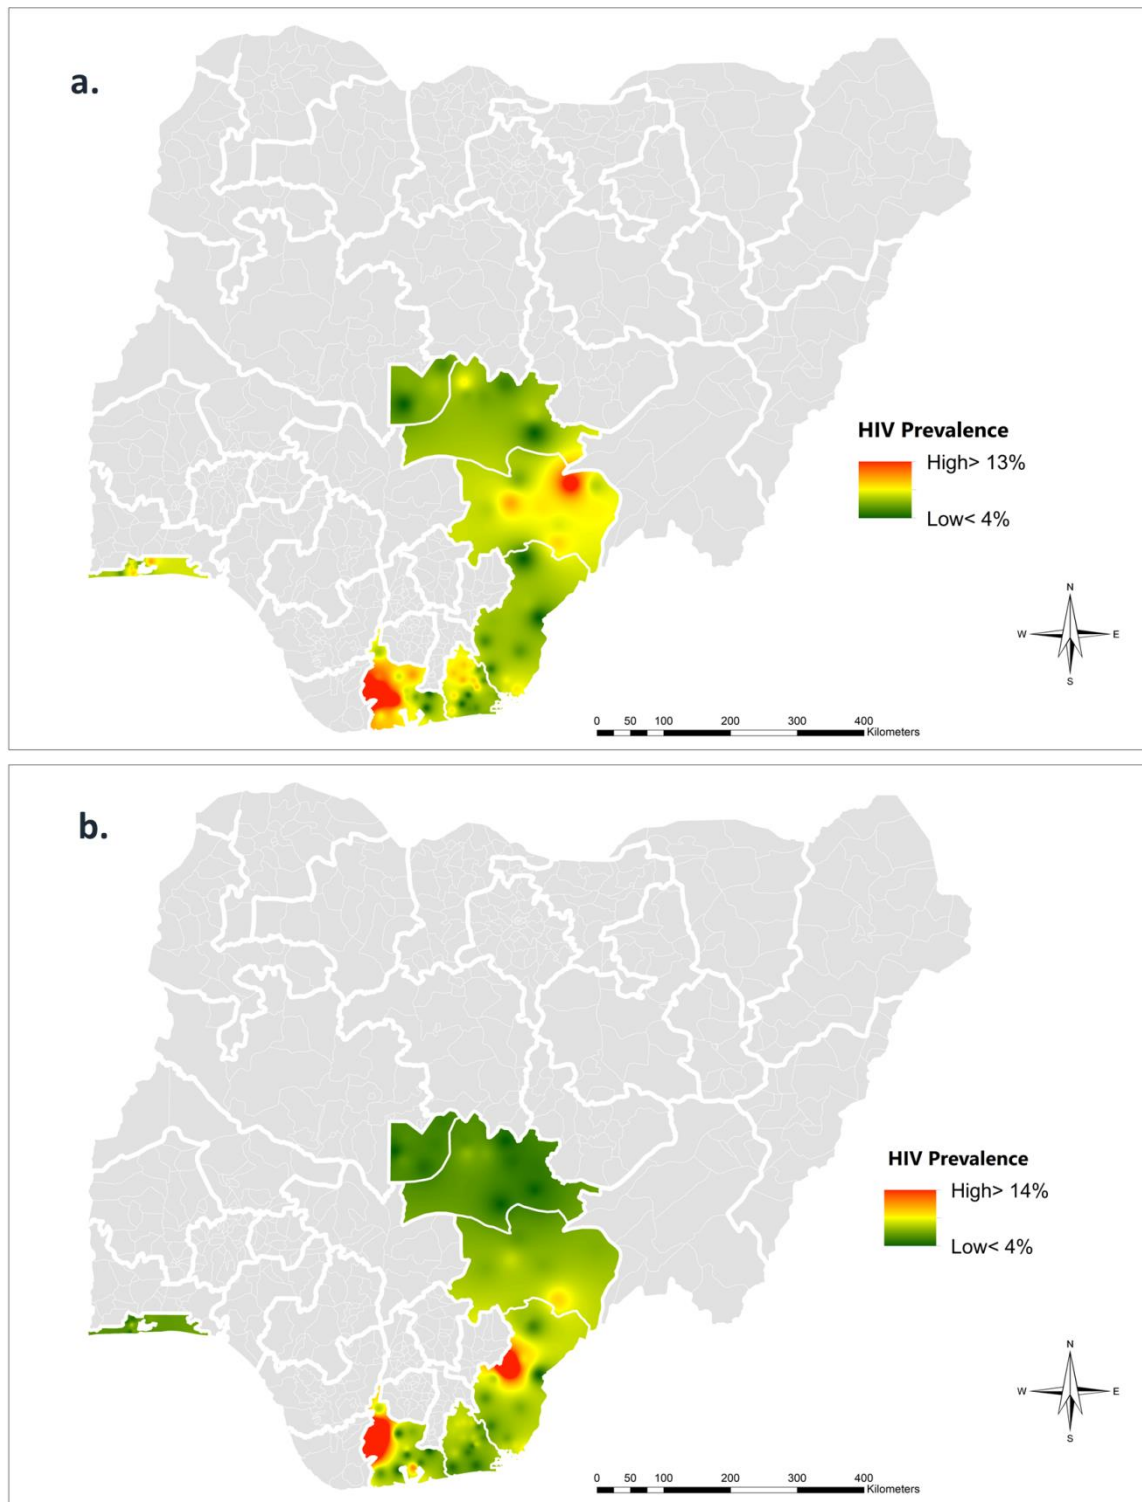 a.
HIV Prevalence
High> 13%
Low< 4%
N
W E
S
0 50 100 200 300 400
Kilometers
b.
HIV Prevalence
High> 14%
Low< 4%
N
W E
S
0 50 100 200 300 400
Kilometers